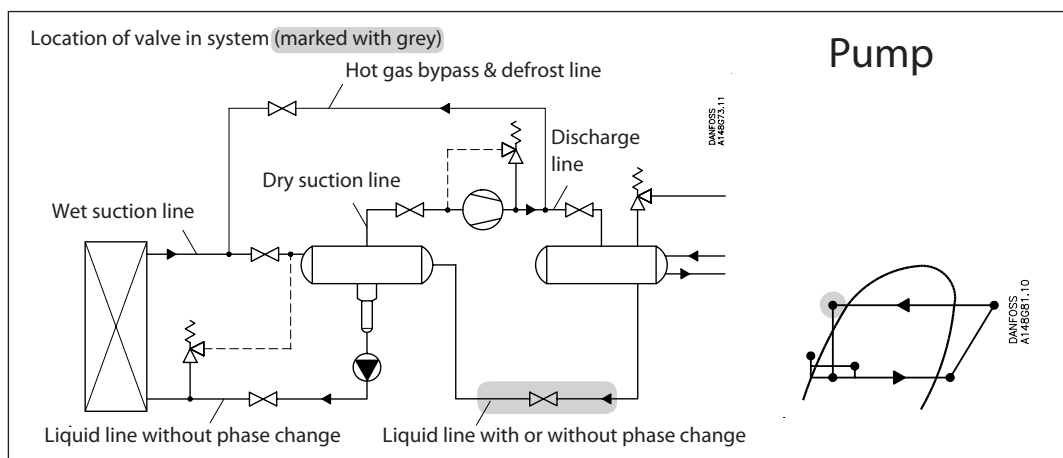 Location of valve in system (marked with grey)
Pump
Hot gas bypass & defrost line
DANFOSS
A148G73.11
Discharge
line
Dry suction line
Wet suction line
DANFOSS
A148G81.10
Liquid line without phase change
Liquid line with or without phase change